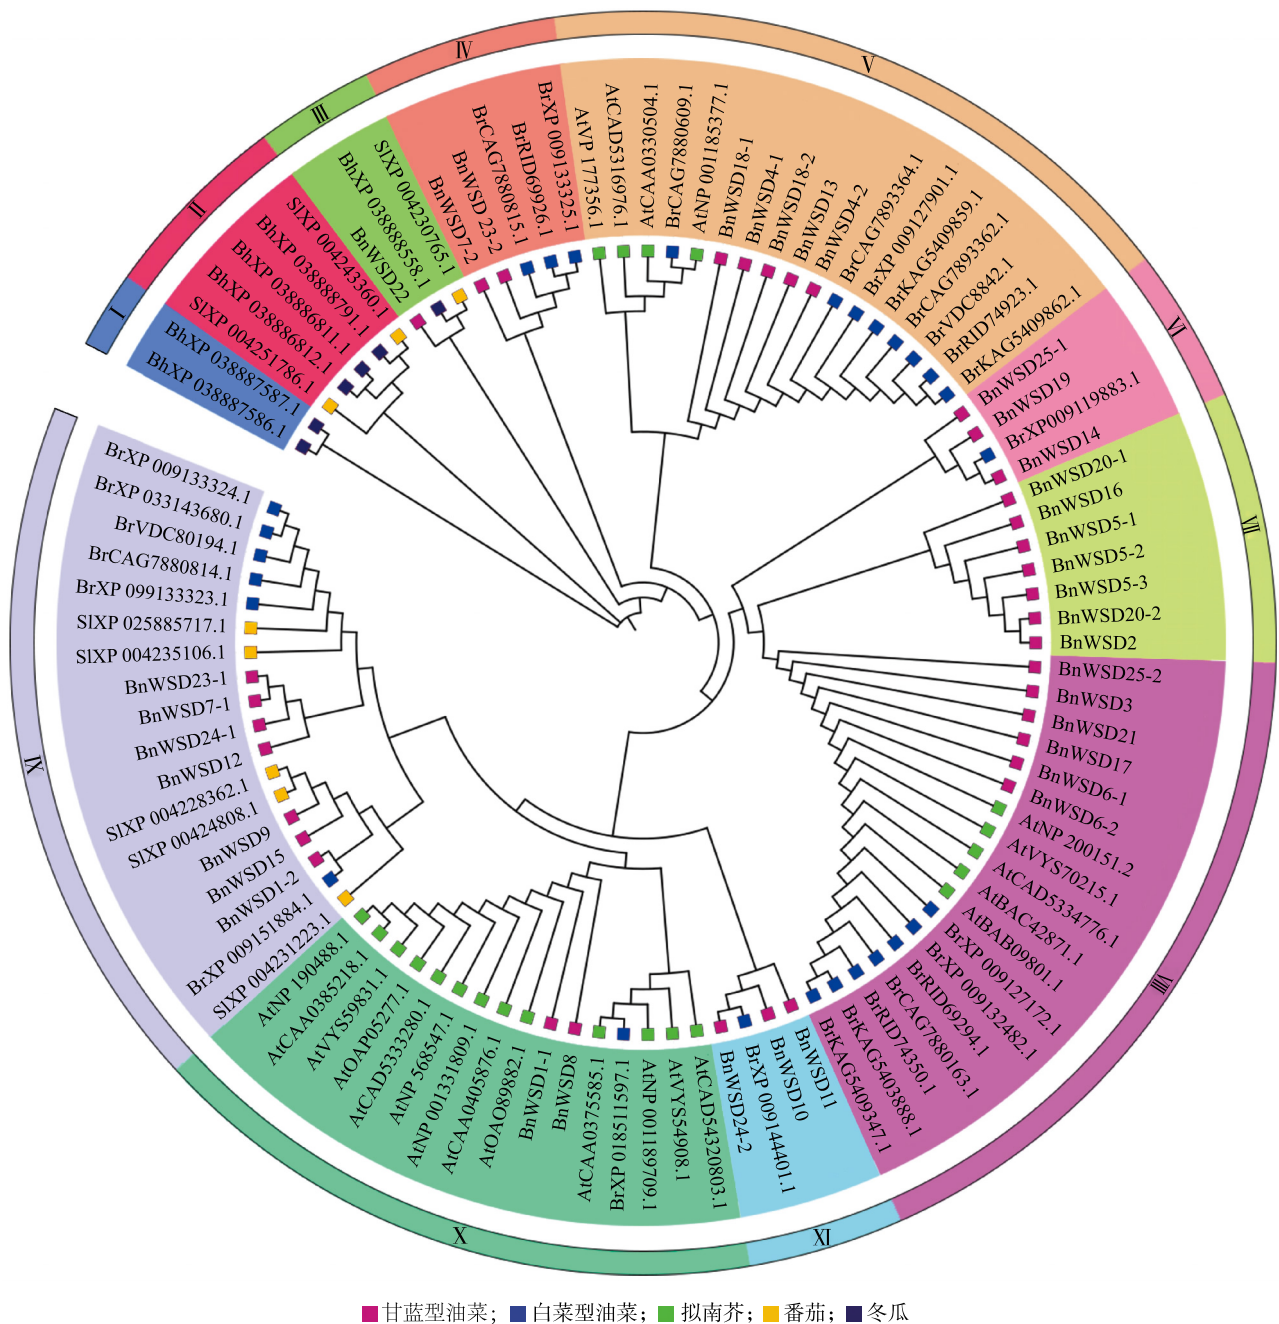 I
II
III
IV
V
VI
VII
VIII
XI
X
IX
BhXP 038887586.1
BhXP 038887587.1
SlXP 004251786.1
BhXP 038886812.1
BhXP 038886811.1
BhXP 038888791.1
SlXP 004243360.1
BnWSD22
BhXP 038888558.1
SlXP 004230765.1
BnWSD7-2
BnWSD 23-2
BrCAG7880815.1
BrRID69926.1
BrXP 009133325.1
AtVP 177356.1
AtCAD5316976.1
AtCAA0330504.1
BrCAG7880609.1
AtNP 001185377.1
BnWSD18-1
BnWSD4-1
BnWSD18-2
BnWSD13
BnWSD4-2
BrCAG7893364.1
BrXP009127901.1
BrKAG5409859.1
BrCAG7893362.1
BrVDC8842.1
BrRID74923.1
BrKAG5409862.1
BnWSD25-1
BnWSD19
BrXP009119883.1
BnWSD14
BnWSD20-1
BnWSD16
BnWSD5-1
BnWSD5-2
BnWSD5-3
BnWSD20-2
BnWSD2
BnWSD25-2
BnWSD3
BnWSD21
BnWSD17
BnWSD6-1
BnWSD6-2
AtNP 200151.2
AtVYS70215.1
AtCAD5334776.1
AtBAC42871.1
AtBAB09801.1
BrXP 009127172.1
BrXP 009132482.1
BrRID69294.1
BrCAG7880163.1
BrRID74350.1
BrKAG5403888.1
BrKAG5409347.1
BnWSD11
BnWSD10
BrXP 009144401.1
BnWSD24-2
AtCAD54320803.1
AtVYS54908.1
AtNP 001189709.1
BrXP 018511597.1
AtCAA0375585.1
BnWSD8
BnWSD1-1
AtOAO89882.1
AtCAA0405876.1
AtNP 001331809.1
AtNP 568547.1
AtCAD5333280.1
AtOAP05277.1
AtVYS59831.1
AtCAA0385218.1
AtNP 190488.1
SlXP 004231223.1
BrXP 009151884.1
BnWSD1-2
BnWSD15
BnWSD9
SlXP 00424808.1
SlXP 004228362.1
BnWSD12
BnWSD24-1
BnWSD7-1
BnWSD23-1
SlXP 004235106.1
SlXP 025885717.1
BrXP 099133323.1
BrCAG7880814.1
BrVDC80194.1
BrXP 033143680.1
BrXP 009133324.1
甘蓝型油菜; 白菜型油菜; 拟南芥; 番茄; 冬瓜